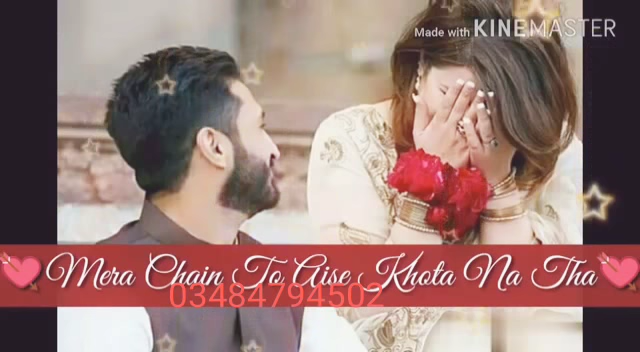 Made with KINEMASTER
Mera Chain To Aise Khota Na Tha
03484794502